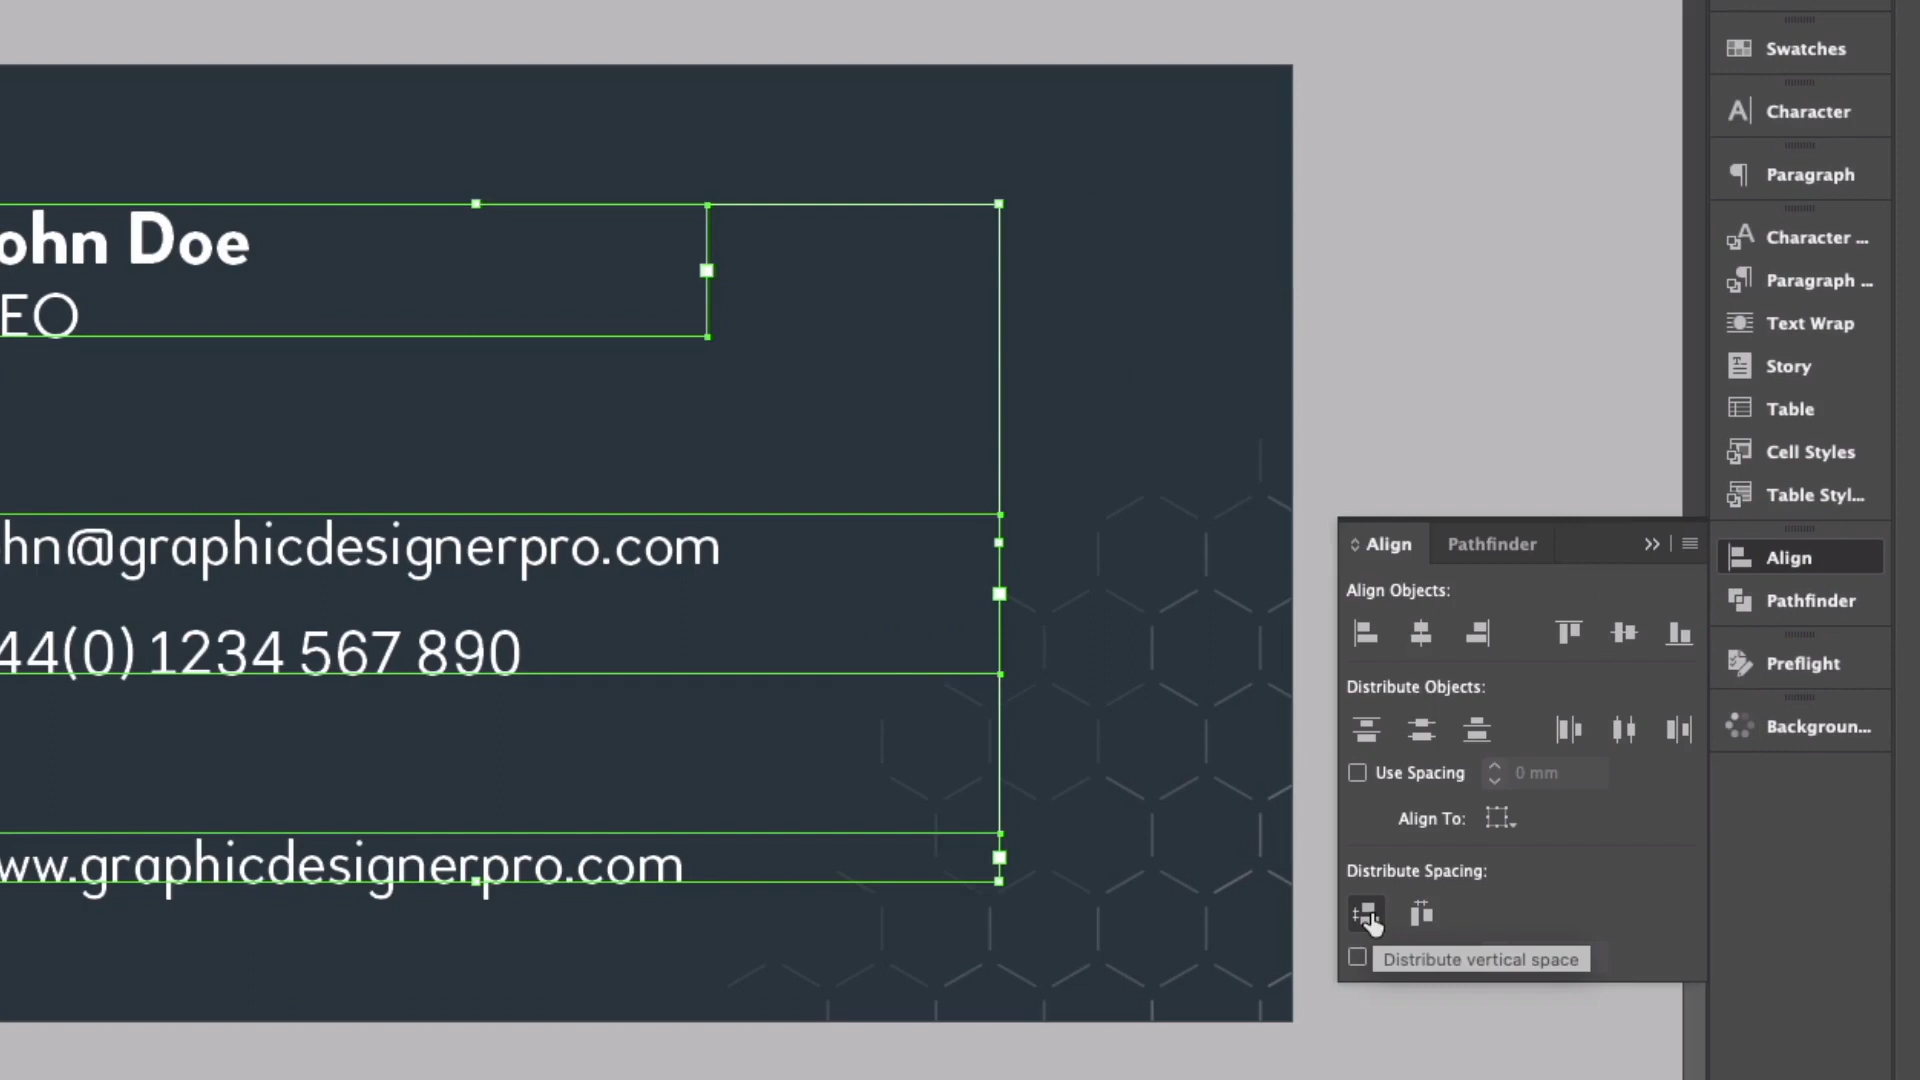 ohn Doe
EO
hn@graphicdesignerpro.com
44(0) 1234 567 890
ww.graphicdesignerpro.com
Swatches
Character
Paragraph
Character ...
Paragraph ...
Text Wrap
Story
Table
Cell Styles
Table Styl...
Align
Pathfinder
Preflight
Backgroun...
Align
Pathfinder
Align Objects:
Distribute Objects:
Use Spacing
0 mm
Align To:
Distribute Spacing:
Distribute vertical space